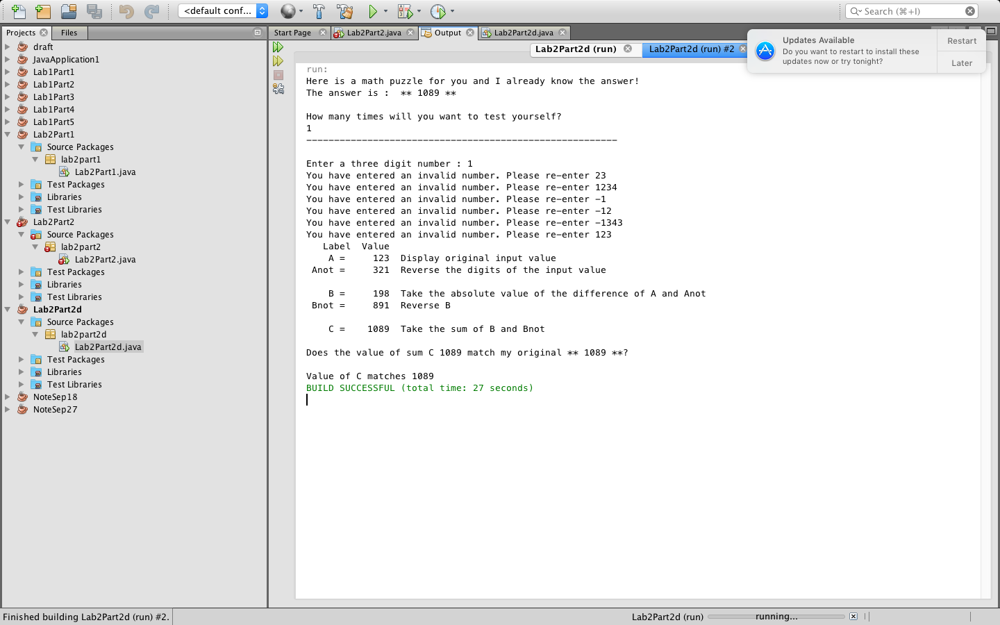 <default conf...
Search (⌘+I)
Projects
Files
Start Page
Lab2Part2.java
Output
Lab2Part2d.java
Updates Available
Do you want to restart to install these
updates now or try tonight?
Restart
Later
Lab2Part2d (run)
Lab2Part2d (run) #2
draft
JavaApplication1
Lab1Part1
Lab1Part2
Lab1Part3
Lab1Part4
Lab1Part5
Lab2Part1
Source Packages
lab2part1
Lab2Part1.java
Test Packages
Libraries
Test Libraries
Lab2Part2
Source Packages
lab2part2
Lab2Part2.java
Test Packages
Libraries
Test Libraries
Lab2Part2d
Source Packages
lab2part2d
Lab2Part2d.java
Test Packages
Libraries
Test Libraries
NoteSep18
NoteSep27
run:
Here is a math puzzle for you and I already know the answer!
The answer is :  ** 1089 **
How many times will you want to test yourself?
1
--------------------------------------------------------
Enter a three digit number : 1
You have entered an invalid number. Please re-enter 23
You have entered an invalid number. Please re-enter 1234
You have entered an invalid number. Please re-enter -1
You have entered an invalid number. Please re-enter -12
You have entered an invalid number. Please re-enter -1343
You have entered an invalid number. Please re-enter 123
Label  Value
A =     123  Display original input value
Anot =     321  Reverse the digits of the input value
B =     198  Take the absolute value of the difference of A and Anot
Bnot =     891  Reverse B
C =    1089  Take the sum of B and Bnot
Does the value of sum C 1089 match my original ** 1089 **?
Value of C matches 1089
BUILD SUCCESSFUL (total time: 27 seconds)
Finished building Lab2Part2d (run) #2.
Lab2Part2d (run)
running...